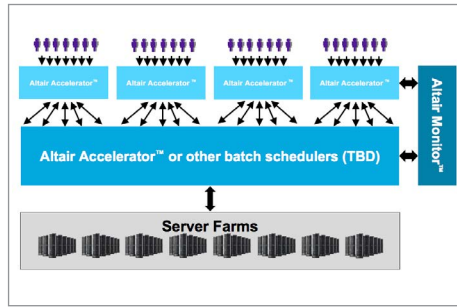 Altair Accelerator™
Altair Accelerator™
Altair Accelerator™
Altair Accelerator™
Altair Monitor™
Altair Accelerator™ or other batch schedulers (TBD)
Server Farms